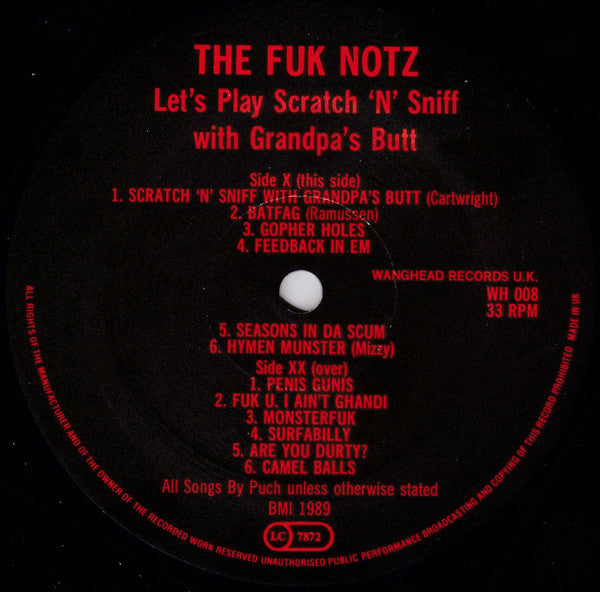 THE FUK NOTZ
Let's Play Scratch 'N' Sniff
with Grandpa's Butt
Side X (this side)
1. SCRATCH 'N' SNIFF WITH GRANDPA'S BUTT (Cartwright)
2. BATFAG (Ramussen)
3. GOPHER HOLES
4. FEEDBACK IN EM
WANGHEAD RECORDS U.K.
WH 008
33 RPM
5. SEASONS IN DA SCUM
6. HYMEN MUNSTER (Mizzy)
Side XX (over)
1. PENIS GUNIS
2. FUK U. I AIN'T GHANDI
3. MONSTERFUK
4. SURFABILLY
5. ARE YOU DURTY?
6. CAMEL BALLS
All Songs By Puch unless otherwise stated
BMI 1989
LC 7872
ALL RIGHTS OF THE MANUFACTURER AND OF THE OWNER OF THE RECORDED WORK RESERVED UNAUTHORISED PUBLIC PERFORMANCE BROADCASTING AND COPYING OF THIS RECORD PROHIBITED MADE IN UK